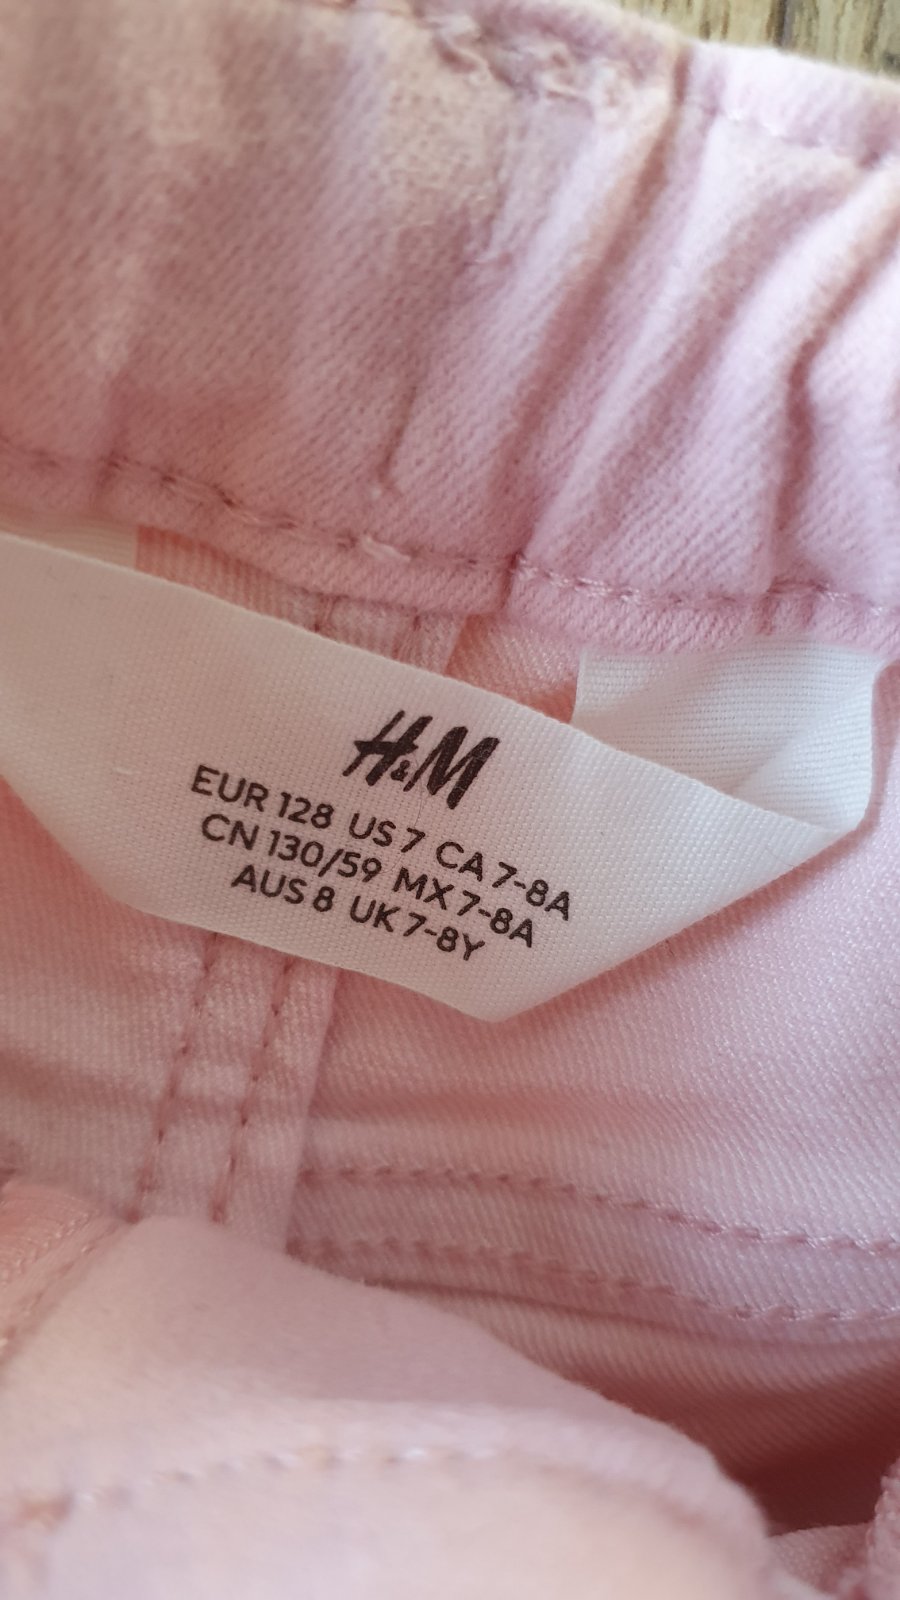 H&M
EUR 128 US 7 CA 7-8A
CN 130/59 MX 7-8A
AUS 8 UK 7-8Y